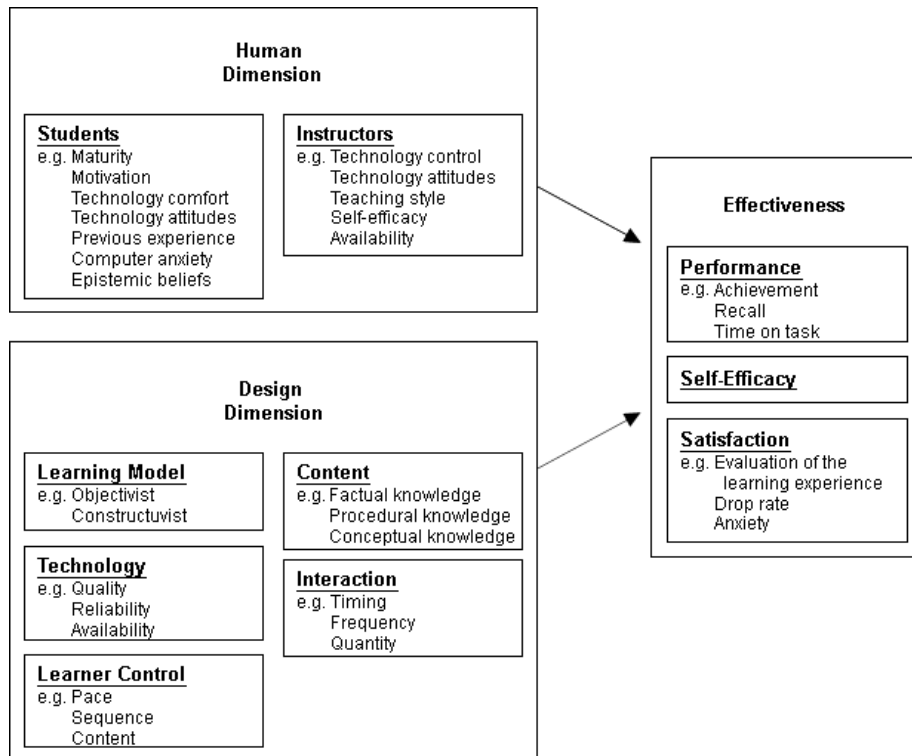 Human
Dimension
Students
e.g. Maturity
Motivation
Technology comfort
Technology attitudes
Previous experience
Computer anxiety
Epistemic beliefs
Instructors
e.g. Technology control
Technology attitudes
Teaching style
Self-efficacy
Availability
Design
Dimension
Learning Model
e.g. Objectivist
Constructuvist
Technology
e.g. Quality
Reliability
Availability
Learner Control
e.g. Pace
Sequence
Content
Content
e.g. Factual knowledge
Procedural knowledge
Conceptual knowledge
Interaction
e.g. Timing
Frequency
Quantity
Effectiveness
Performance
e.g. Achievement
Recall
Time on task
Self-Efficacy
Satisfaction
e.g. Evaluation of the
learning experience
Drop rate
Anxiety